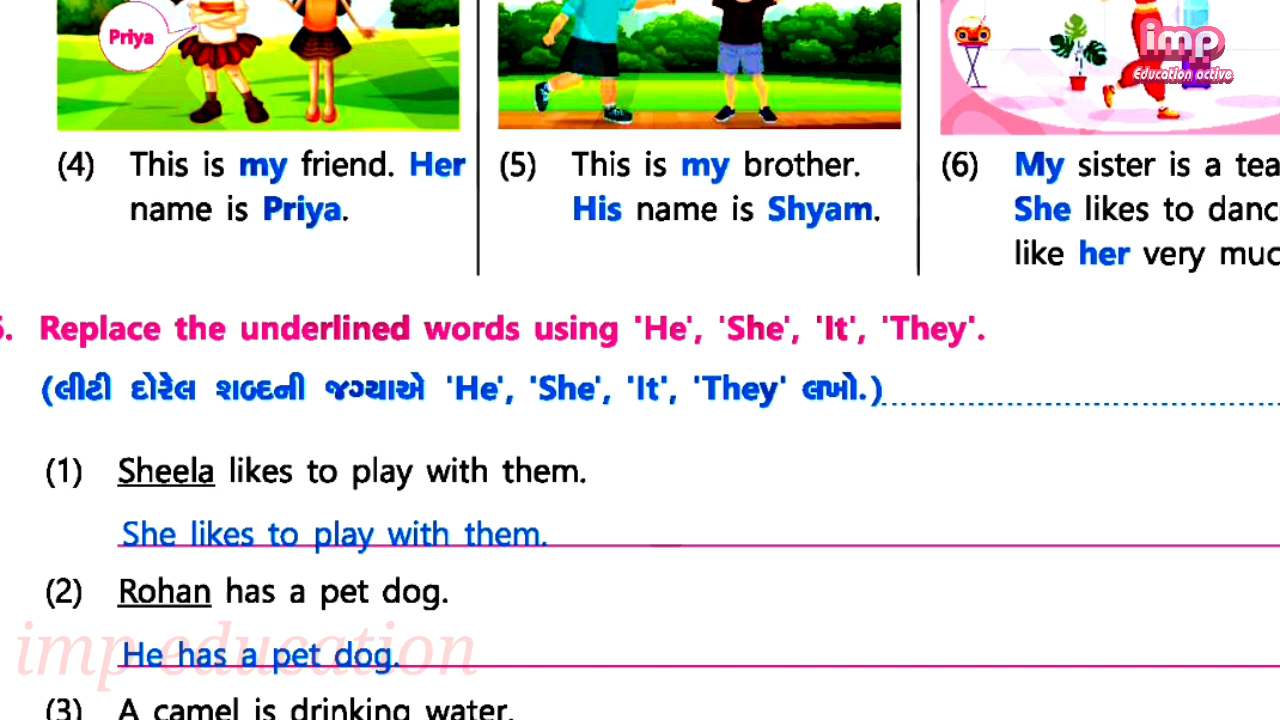 Priya
imp
Education active
(4) This is my friend. Her
name is Priya.
(5) This is my brother.
His name is Shyam.
(6) My sister is a tea
She likes to danc
like her very muc
Replace the underlined words using 'He', 'She', 'It', 'They'.
(લીટી દોરેલ શબ્દની જગ્યાએ 'He', 'She', 'It', 'They' લખો.)
(1) Sheela likes to play with them.
She likes to play with them.
(2) Rohan has a pet dog.
He has a pet dog.
imp education
(3) A camel is drinking water.